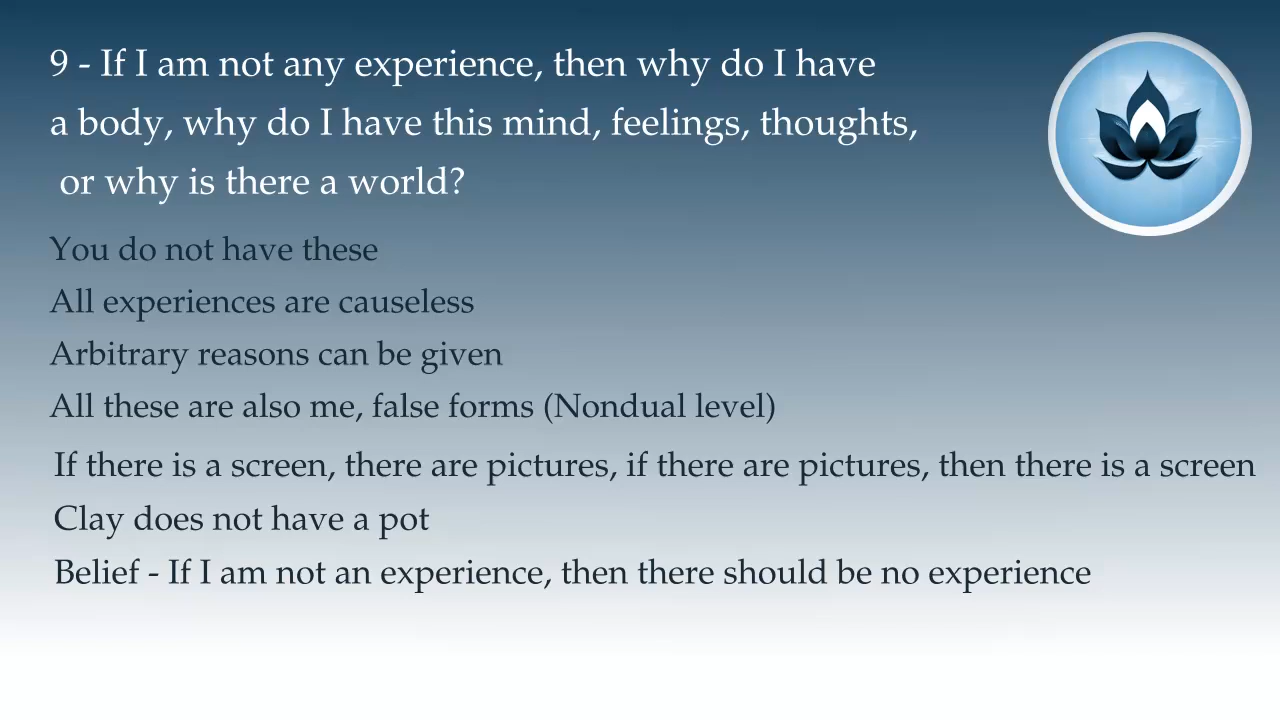 9 - If I am not any experience, then why do I have
a body, why do I have this mind, feelings, thoughts,
or why is there a world?
You do not have these
All experiences are causeless
Arbitrary reasons can be given
All these are also me, false forms (Nondual level)
If there is a screen, there are pictures, if there are pictures, then there is a screen
Clay does not have a pot
Belief - If I am not an experience, then there should be no experience